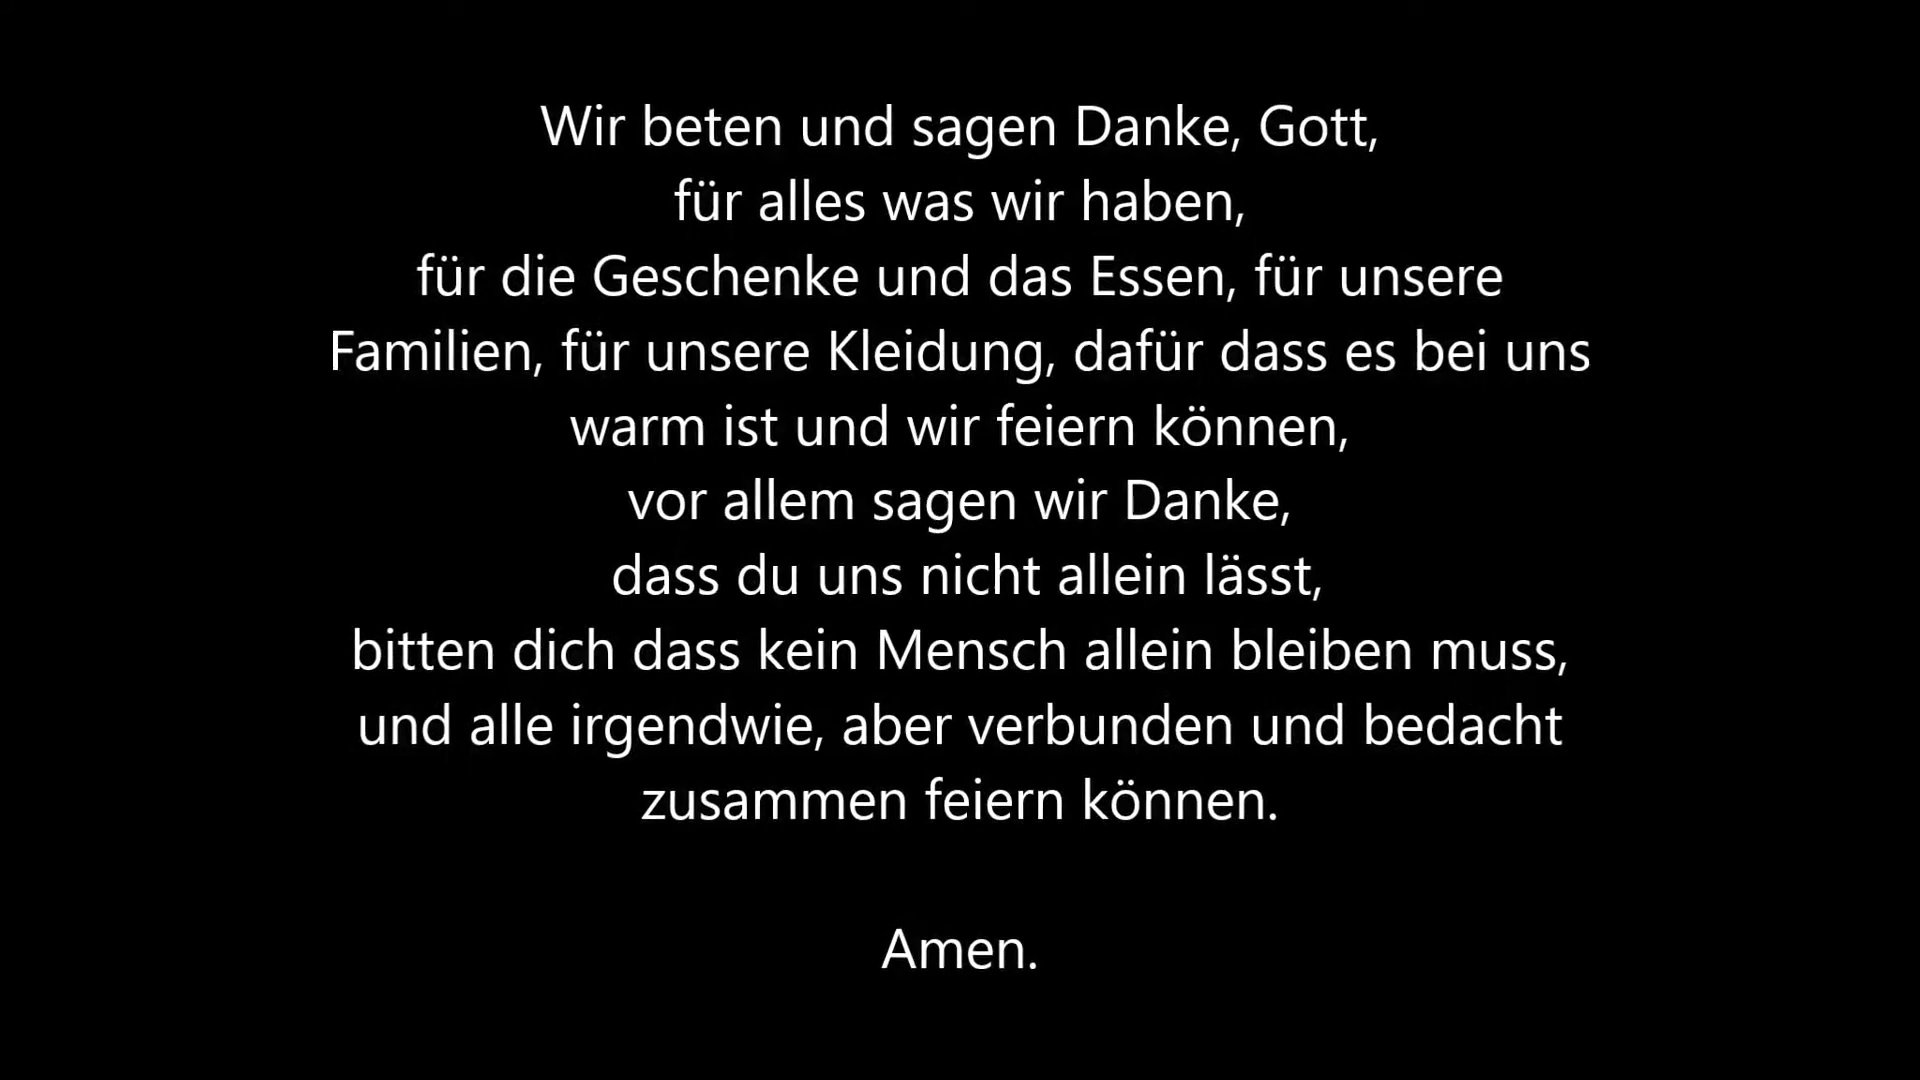 Wir beten und sagen Danke, Gott,
für alles was wir haben,
für die Geschenke und das Essen, für unsere
Familien, für unsere Kleidung, dafür dass es bei uns
warm ist und wir feiern können,
vor allem sagen wir Danke,
dass du uns nicht allein lässt,
bitten dich dass kein Mensch allein bleiben muss,
und alle irgendwie, aber verbunden und bedacht
zusammen feiern können.
Amen.